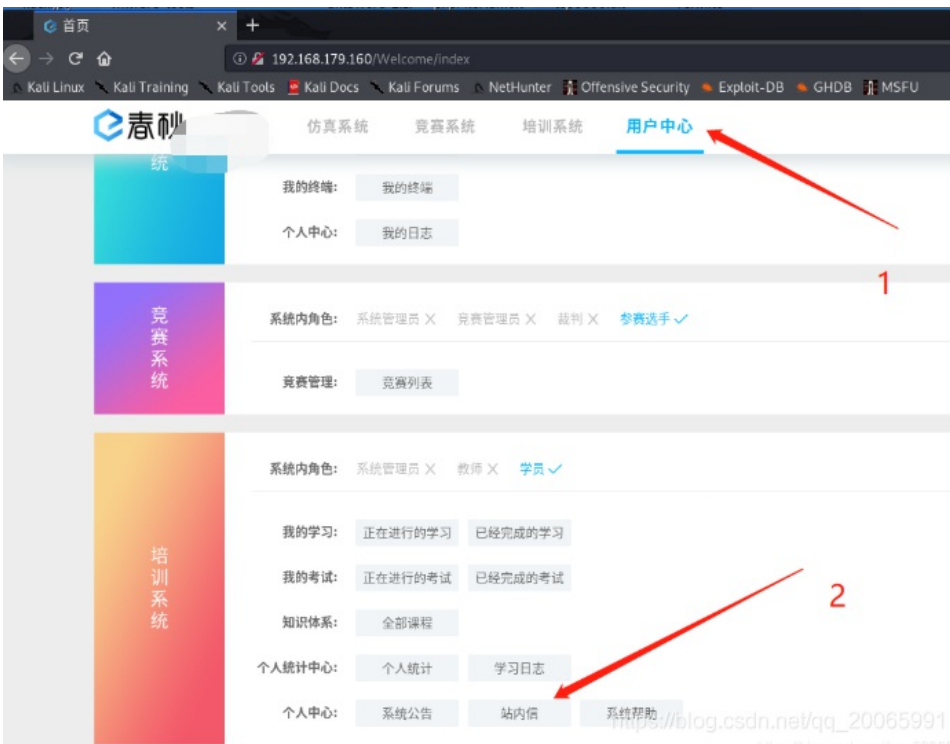 首页 × +
192.168.179.160/Welcome/index
Kali Linux Kali Training Kali Tools Kali Docs Kali Forums NetHunter Offensive Security Exploit-DB GHDB MSFU
春秋 仿真系统 竞赛系统 培训系统 用户中心
统
我的终端: 我的终端
个人中心: 我的日志
1
竞赛系统
系统内角色: 系统管理员 × 竞赛管理员 × 裁判 × 参赛选手 ✓
竞赛管理: 竞赛列表
培训系统
系统内角色: 系统管理员 × 教师 × 学员 ✓
我的学习: 正在进行的学习 已经完成的学习
我的考试: 正在进行的考试 已经完成的考试
2
知识体系: 全部课程
个人统计中心: 个人统计 学习日志
个人中心: 系统公告 站内信 系统帮助
https://blog.csdn.net/qq_20065991